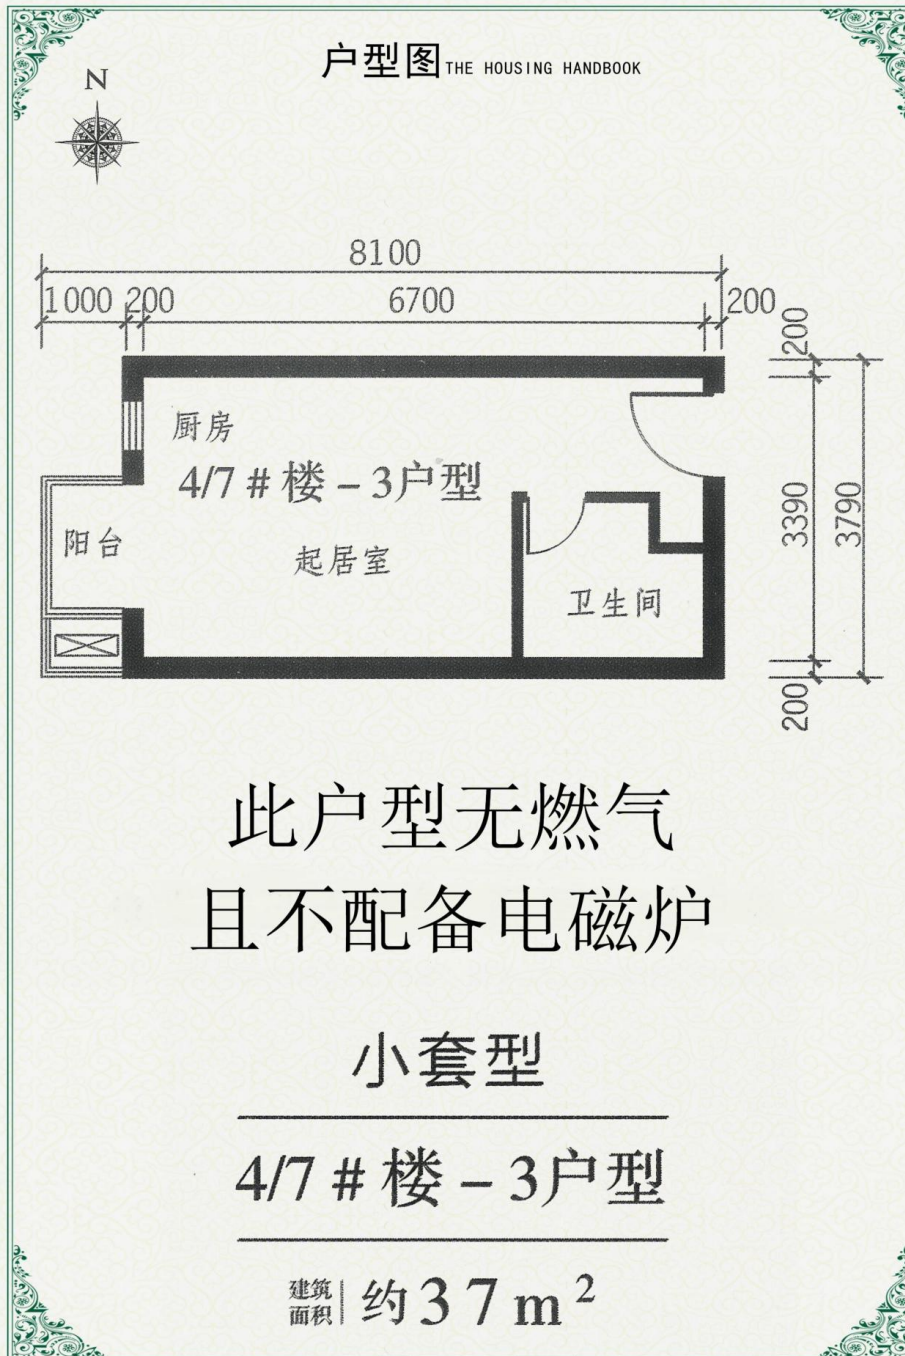 户型图 THE HOUSING HANDBOOK
N
8100
1000 200 6700 200
200
3390 3790
200
厨房
4/7 # 楼 – 3户型
阳台
起居室
卫生间
此户型无燃气
且不配备电磁炉
小套型
4/7 # 楼 – 3户型
建筑面积 约37m²